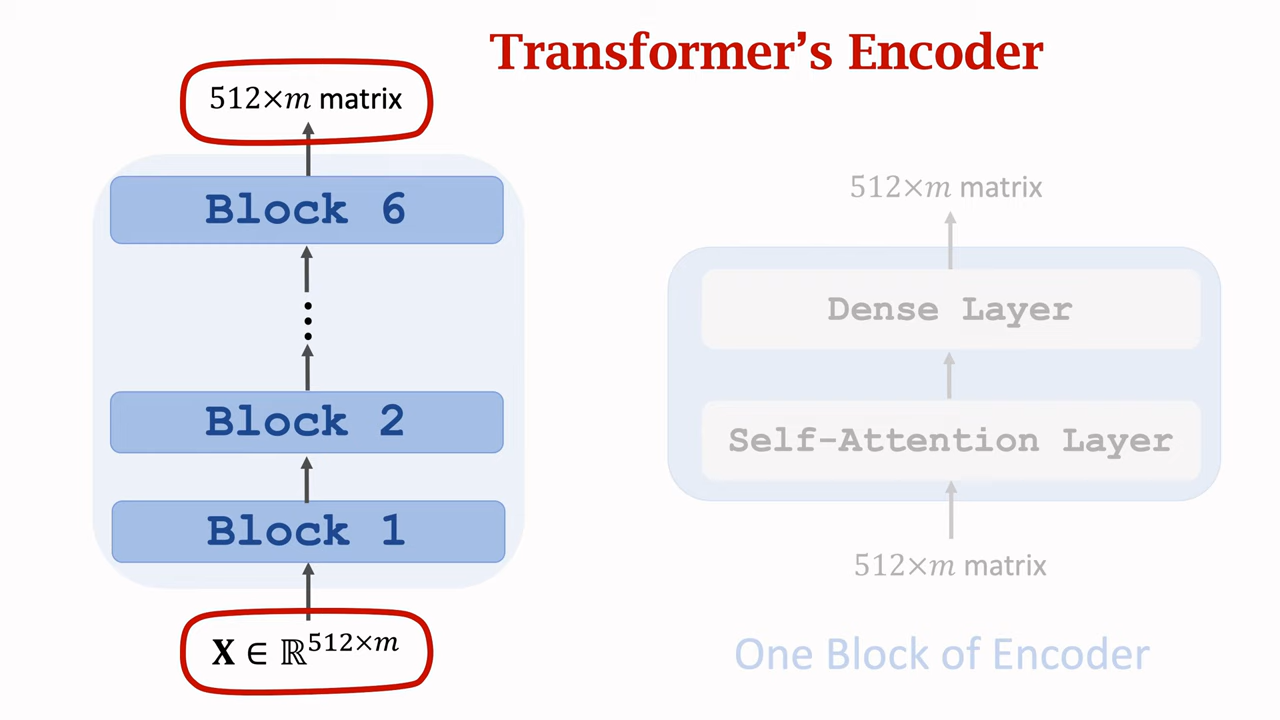 Transformer's Encoder
512×m matrix
Block 6
⋮
Block 2
Block 1
X ∈ ℝ^{512×m}
512×m matrix
Dense Layer
Self-Attention Layer
512×m matrix
One Block of Encoder